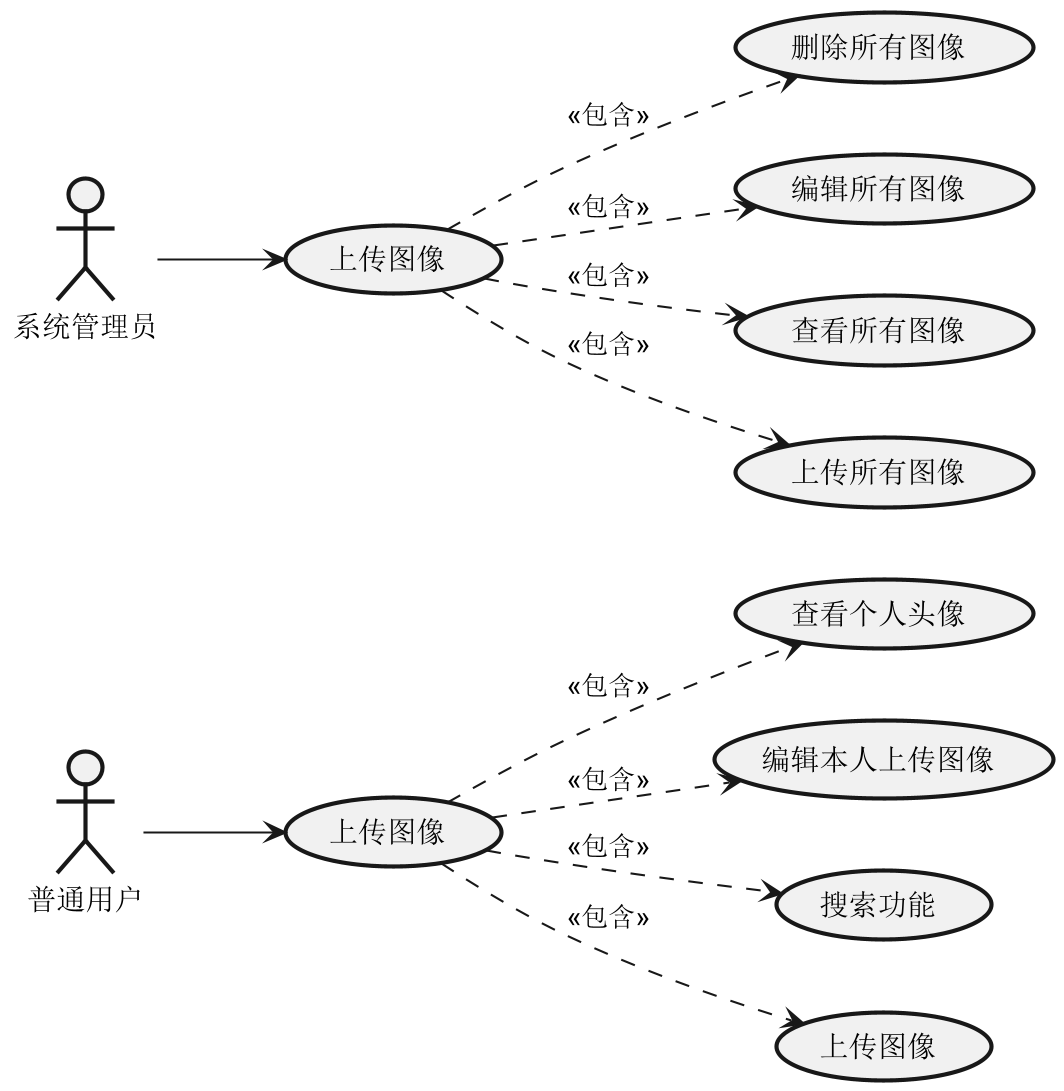 删除所有图像
«包含»
编辑所有图像
«包含»
上传图像
«包含»
系统管理员
查看所有图像
«包含»
上传所有图像
查看个人头像
«包含»
编辑本人上传图像
«包含»
上传图像
«包含»
普通用户
搜索功能
«包含»
上传图像